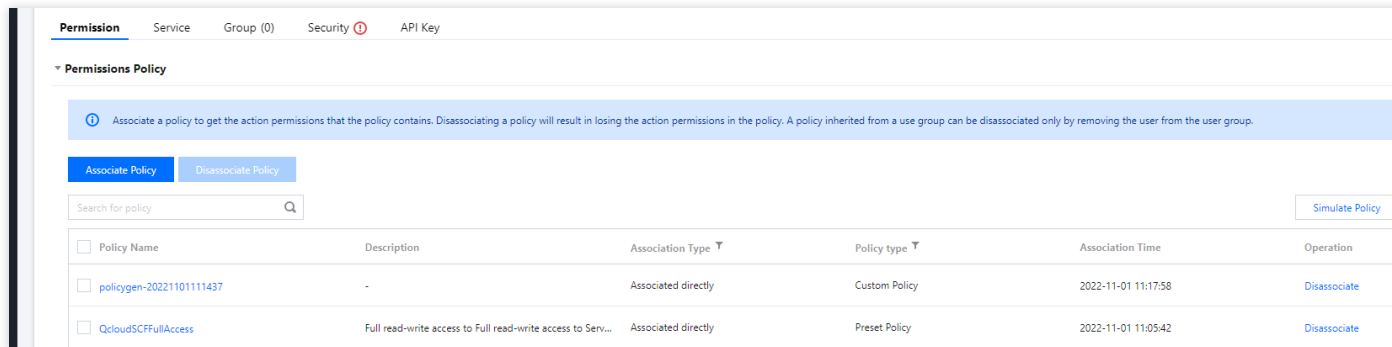 Permission Service Group (0) Security API Key
Permissions Policy
Associate a policy to get the action permissions that the policy contains. Disassociating a policy will result in losing the action permissions in the policy. A policy inherited from a use group can be disassociated only by removing the user from the user group.
Associate Policy Disassociate Policy
Search for policy
Simulate Policy
Policy Name Description Association Type Policy type Association Time Operation
policygen-20221101111437 - Associated directly Custom Policy 2022-11-01 11:17:58 Disassociate
QcloudSCFFullAccess Full read-write access to Full read-write access to Serv... Associated directly Preset Policy 2022-11-01 11:05:42 Disassociate